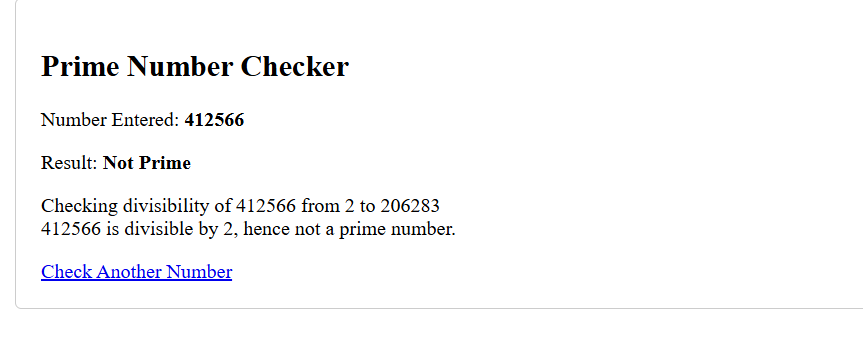 Prime Number Checker
Number Entered: 412566
Result: Not Prime
Checking divisibility of 412566 from 2 to 206283
412566 is divisible by 2, hence not a prime number.
Check Another Number